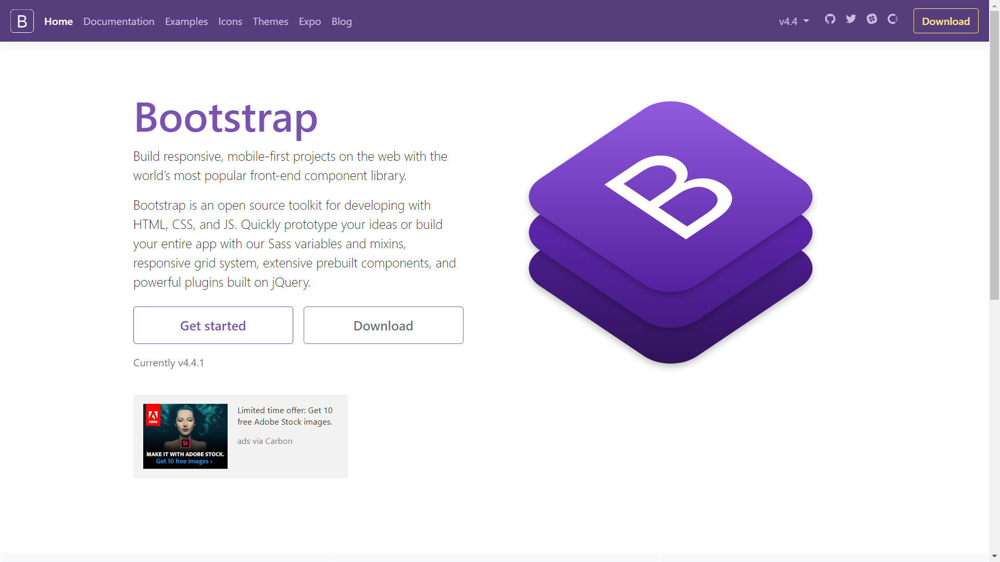 B Home Documentation Examples Icons Themes Expo Blog v4.4 Download
Bootstrap
Build responsive, mobile-first projects on the web with the
world’s most popular front-end component library.
Bootstrap is an open source toolkit for developing with
HTML, CSS, and JS. Quickly prototype your ideas or build
your entire app with our Sass variables and mixins,
responsive grid system, extensive prebuilt components, and
powerful plugins built on jQuery.
Get started Download
Currently v4.4.1
B
Adobe
St
MAKE IT WITH ADOBE STOCK.
Get 10 free images ›
Limited time offer: Get 10
free Adobe Stock images.
ads via Carbon